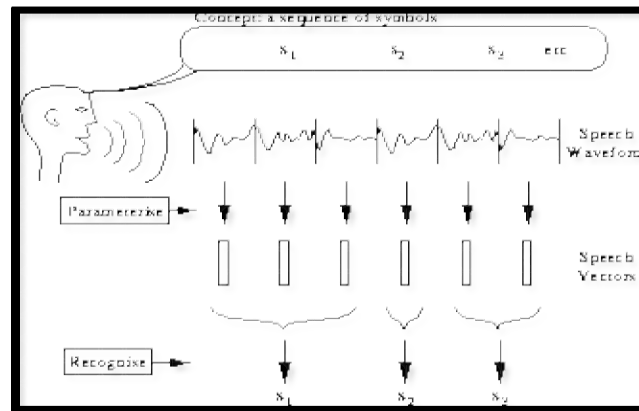 Concept: a sequence of symbols
S1 S2 S3 etc
Speech
Waveform
Parameterise
Speech
Vectors
Recognise
S1 S2 S3